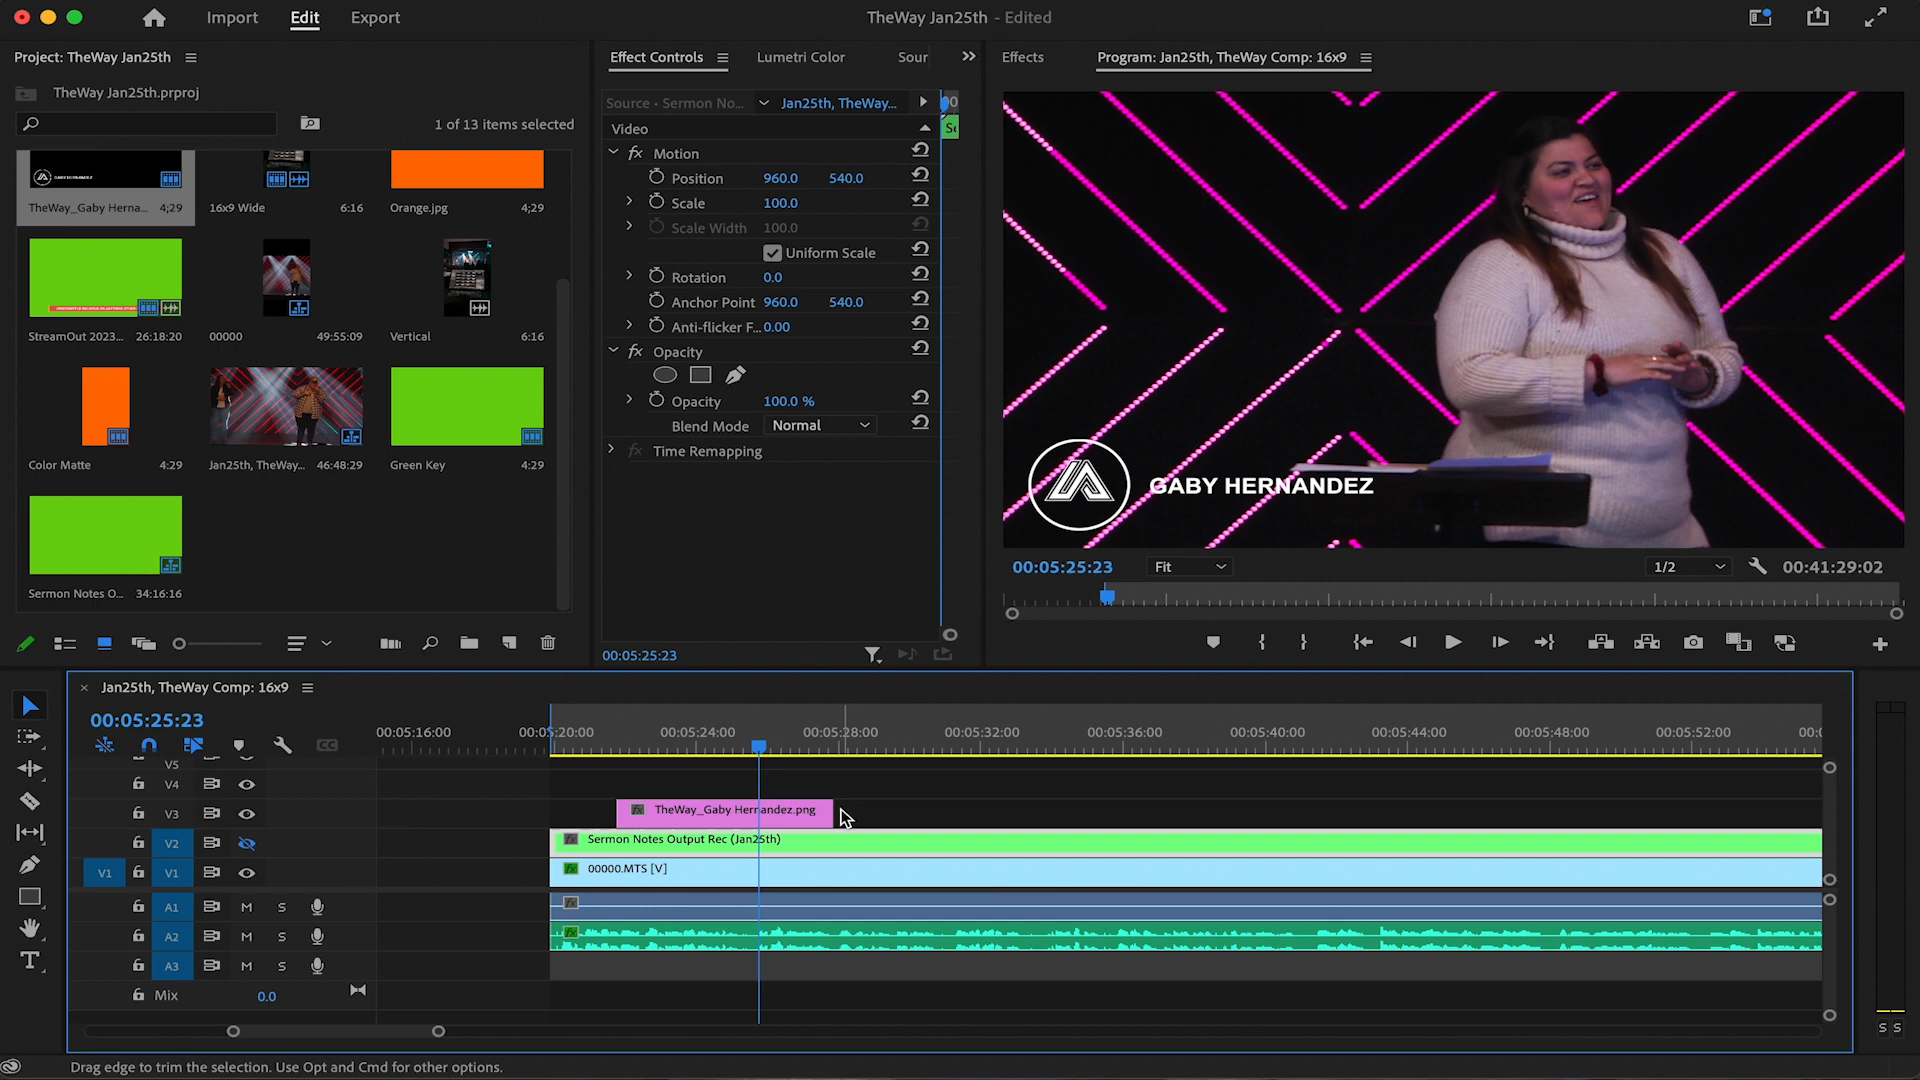 Import
Edit
Export
TheWay Jan25th - Edited
Project: TheWay Jan25th
TheWay Jan25th.prproj
1 of 13 items selected
TheWay_Gaby Herna... 4;29
16x9 Wide 6:16
Orange.jpg 4;29
StreamOut 2023... 26:18:20
00000 49:55:09
Vertical 6:16
Color Matte 4:29
Jan25th, TheWay... 46:48:29
Green Key 4:29
Sermon Notes O... 34:16:16
Effect Controls
Lumetri Color
Sour
Source • Sermon No...
Jan25th, TheWay...
Video
fx Motion
Position 960.0 540.0
Scale 100.0
Scale Width 100.0
Uniform Scale
Rotation 0.0
Anchor Point 960.0 540.0
Anti-flicker F... 0.00
fx Opacity
Opacity 100.0 %
Blend Mode Normal
fx Time Remapping
00:05:25:23
Effects
Program: Jan25th, TheWay Comp: 16x9
GABY HERNANDEZ
00:05:25:23
Fit
1/2
00:41:29:02
× Jan25th, TheWay Comp: 16x9
00:05:25:23
00:05:16:00
00:05:20:00
00:05:24:00
00:05:28:00
00:05:32:00
00:05:36:00
00:05:40:00
00:05:44:00
00:05:48:00
00:05:52:00
CC
V5
V4
V3
TheWay_Gaby Hernandez.png
V2
Sermon Notes Output Rec (Jan25th)
V1 V1
00000.MTS [V]
A1 M S
A2 M S
A3 M S
Mix 0.0
S S
Drag edge to trim the selection. Use Opt and Cmd for other options.